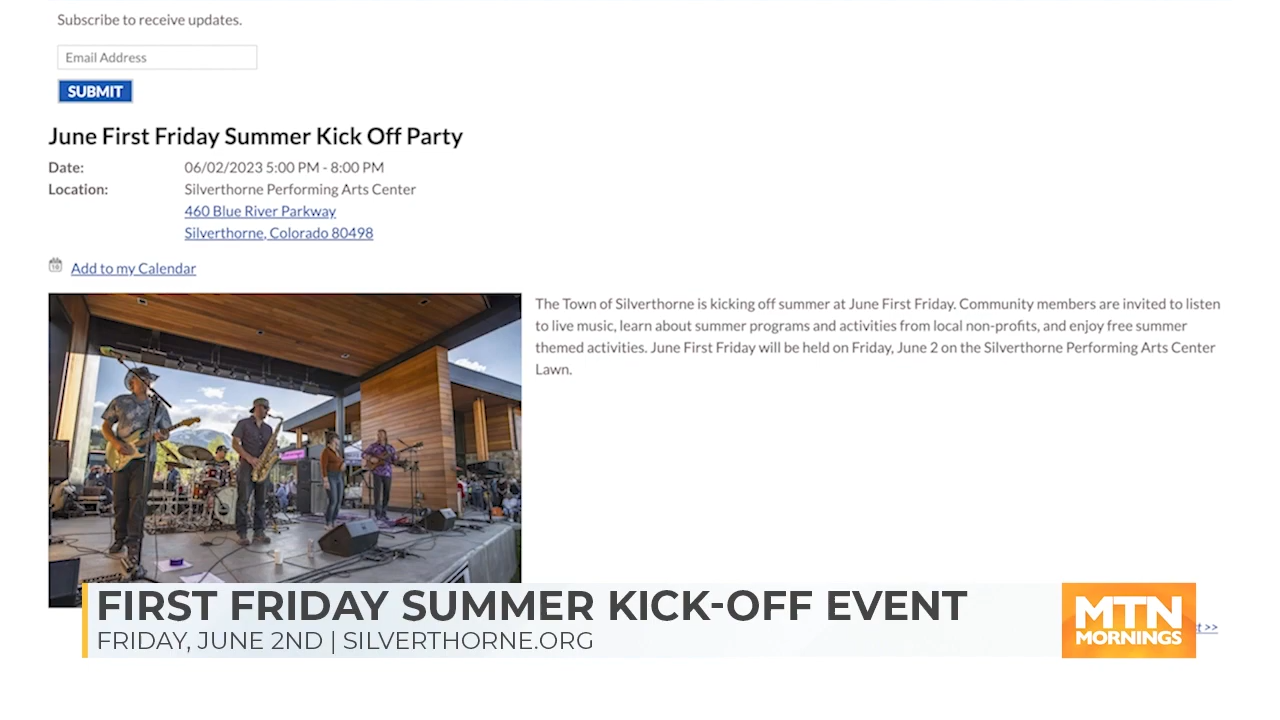 Subscribe to receive updates.
Email Address
SUBMIT
June First Friday Summer Kick Off Party
Date: 06/02/2023 5:00 PM - 8:00 PM
Location: Silverthorne Performing Arts Center
460 Blue River Parkway
Silverthorne, Colorado 80498
Add to my Calendar
The Town of Silverthorne is kicking off summer at June First Friday. Community members are invited to listen
to live music, learn about summer programs and activities from local non-profits, and enjoy free summer
themed activities. June First Friday will be held on Friday, June 2 on the Silverthorne Performing Arts Center
Lawn.
FIRST FRIDAY SUMMER KICK-OFF EVENT
FRIDAY, JUNE 2ND | SILVERTHORNE.ORG
MTN
MORNINGS
>>